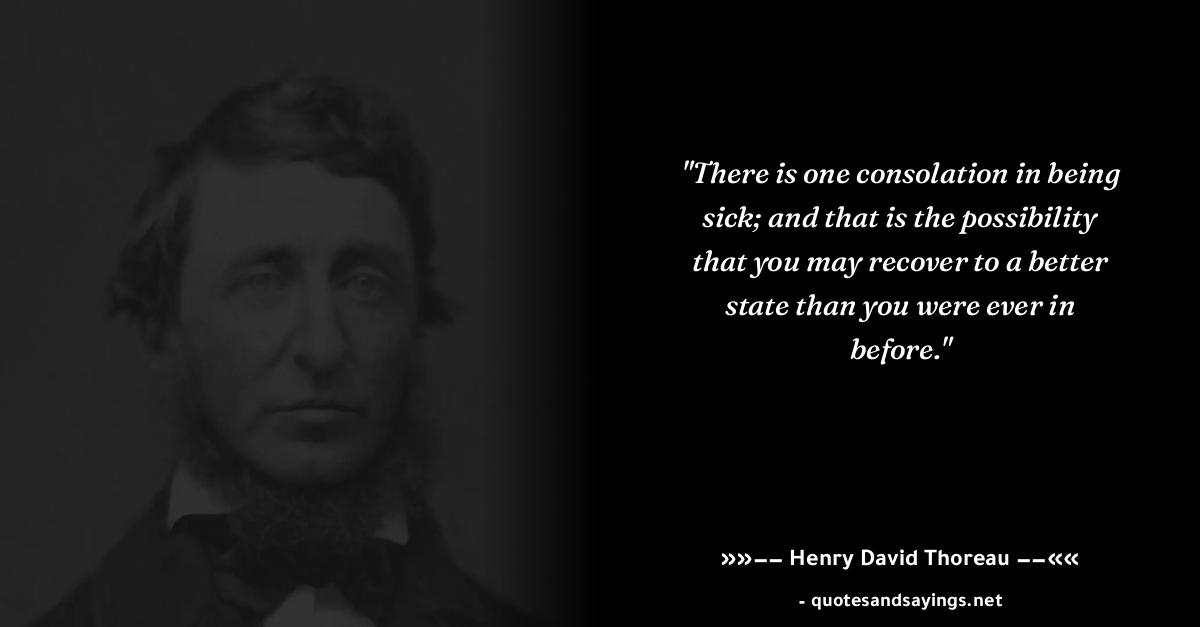 "There is one consolation in being
sick; and that is the possibility
that you may recover to a better
state than you were ever in
before."
»»−− Henry David Thoreau −−««
- quotesandsayings.net